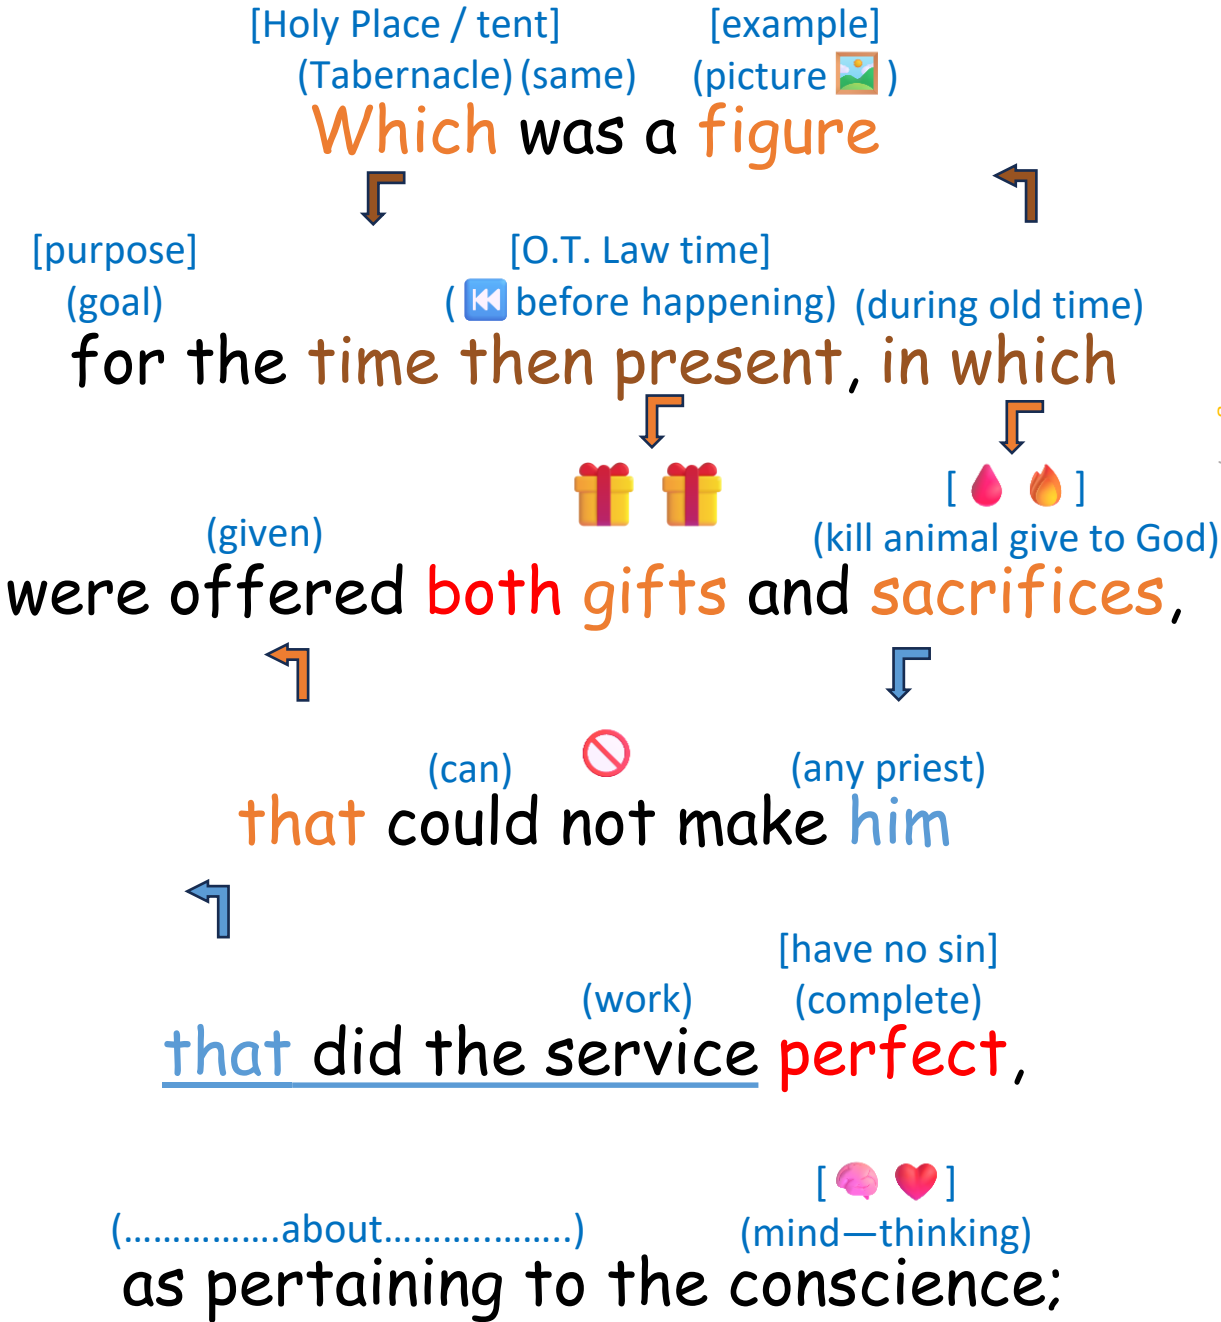 [Holy Place / tent] [example]
(Tabernacle) (same) (picture 🖼️ )
Which was a figure
[purpose] [O.T. Law time]
(goal) ( ⏮️ before happening) (during old time)
for the time then present, in which
[ 🩸 🔥 ]
(given) (kill animal give to God)
were offered both gifts and sacrifices,
(can) (any priest)
that could not make him
[have no sin]
(work) (complete)
that did the service perfect,
[ 🧠 ❤️ ]
(…………….about……………..) (mind—thinking)
as pertaining to the conscience;